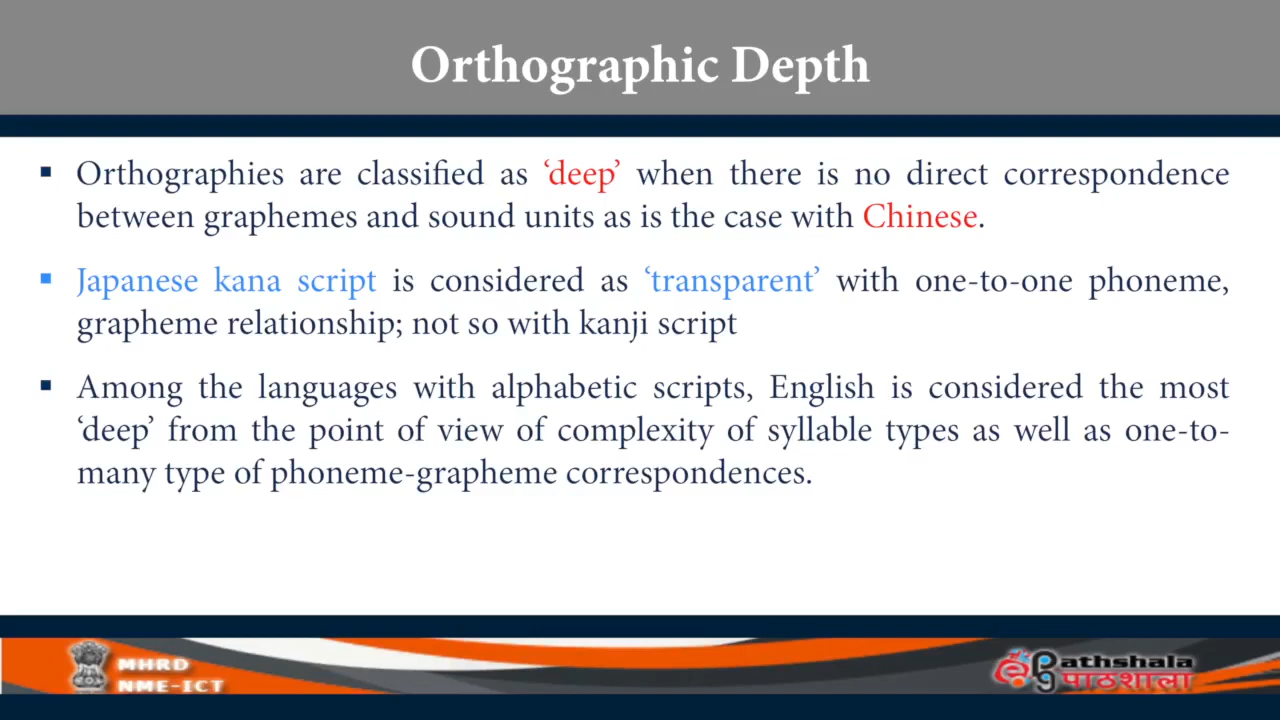 Orthographic Depth
▪ Orthographies are classified as ‘deep’ when there is no direct correspondence
between graphemes and sound units as is the case with Chinese.
▪ Japanese kana script is considered as ‘transparent’ with one-to-one phoneme,
grapheme relationship; not so with kanji script
▪ Among the languages with alphabetic scripts, English is considered the most
‘deep’ from the point of view of complexity of syllable types as well as one-to-
many type of phoneme-grapheme correspondences.
MHRD
NME-ICT
epg Pathshala
पाठशाला